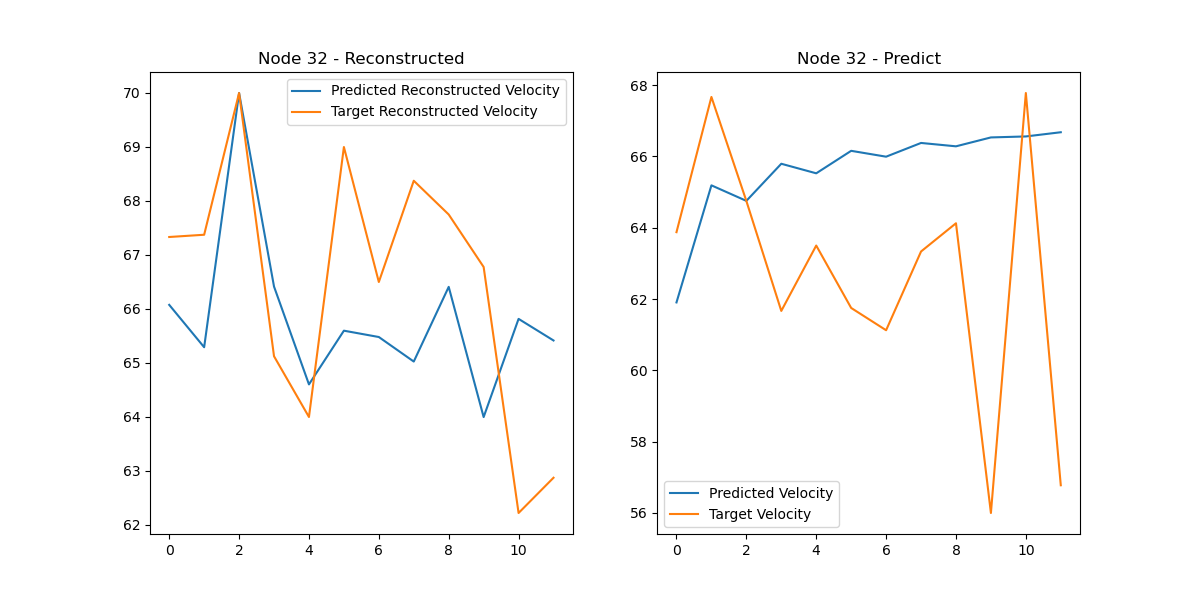 Node 32 - Reconstructed
Predicted Reconstructed Velocity
Target Reconstructed Velocity
70
69
68
67
66
65
64
63
62
0 2 4 6 8 10
Node 32 - Predict
68
66
64
62
60
58
56
Predicted Velocity
Target Velocity
0 2 4 6 8 10